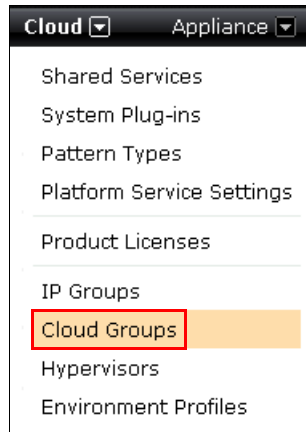 Cloud Appliance
Shared Services
System Plug-ins
Pattern Types
Platform Service Settings
Product Licenses
IP Groups
Cloud Groups
Hypervisors
Environment Profiles